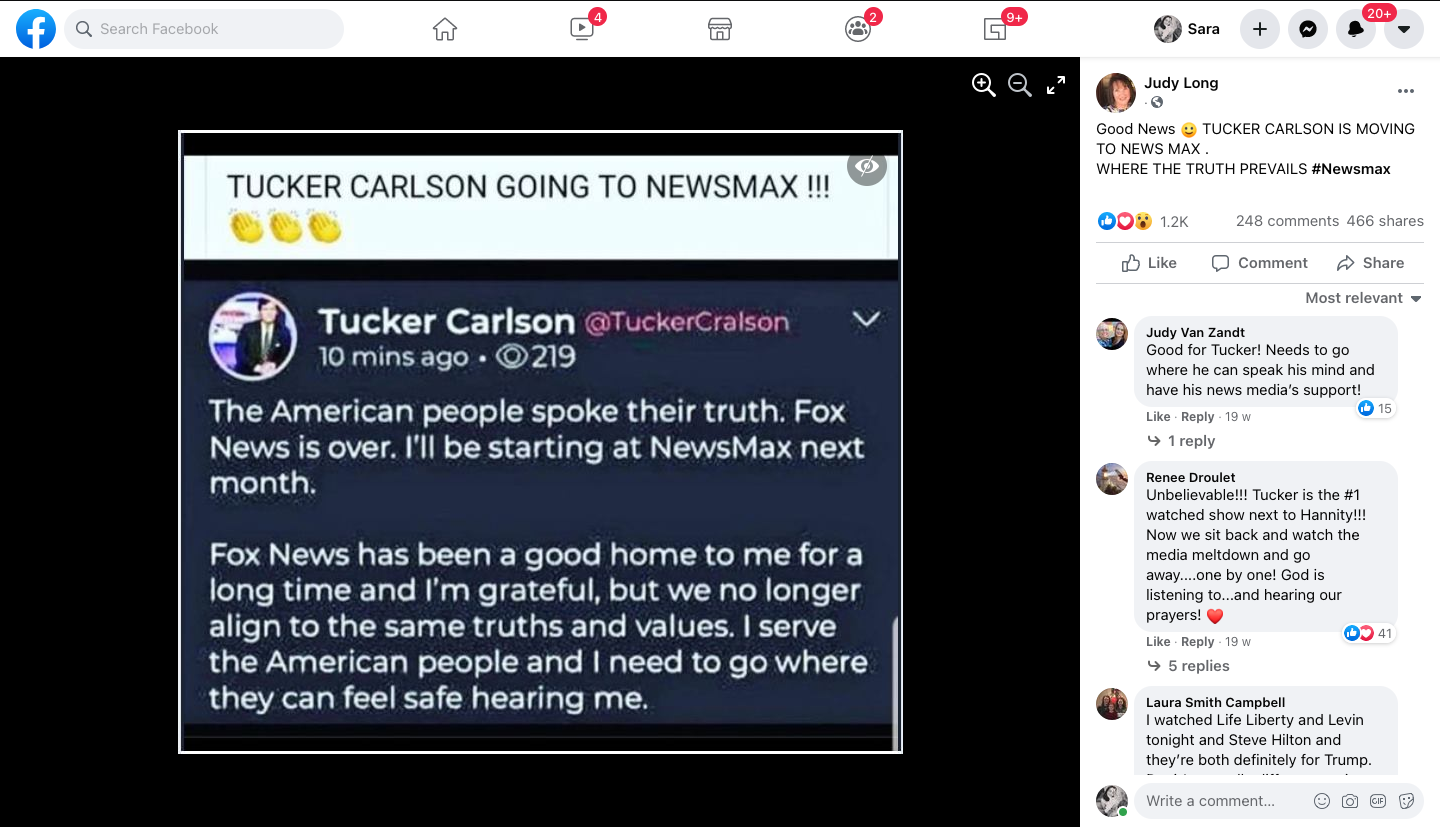 Search Facebook
4
2
9+
Sara
20+
TUCKER CARLSON GOING TO NEWSMAX !!!
👏👏👏
Tucker Carlson @TuckerCralson
10 mins ago • 219
The American people spoke their truth. Fox
News is over. I'll be starting at NewsMax next
month.
Fox News has been a good home to me for a
long time and I'm grateful, but we no longer
align to the same truths and values. I serve
the American people and I need to go where
they can feel safe hearing me.
Judy Long
Good News 😀 TUCKER CARLSON IS MOVING
TO NEWS MAX .
WHERE THE TRUTH PREVAILS #Newsmax
1.2K
248 comments 466 shares
Like Comment Share
Most relevant
Judy Van Zandt
Good for Tucker! Needs to go
where he can speak his mind and
have his news media's support!
15
Like · Reply · 19 w
1 reply
Renee Droulet
Unbelievable!!! Tucker is the #1
watched show next to Hannity!!!
Now we sit back and watch the
media meltdown and go
away....one by one! God is
listening to...and hearing our
prayers! ❤️
41
Like · Reply · 19 w
5 replies
Laura Smith Campbell
I watched Life Liberty and Levin
tonight and Steve Hilton and
they're both definitely for Trump.
Write a comment...
GIF